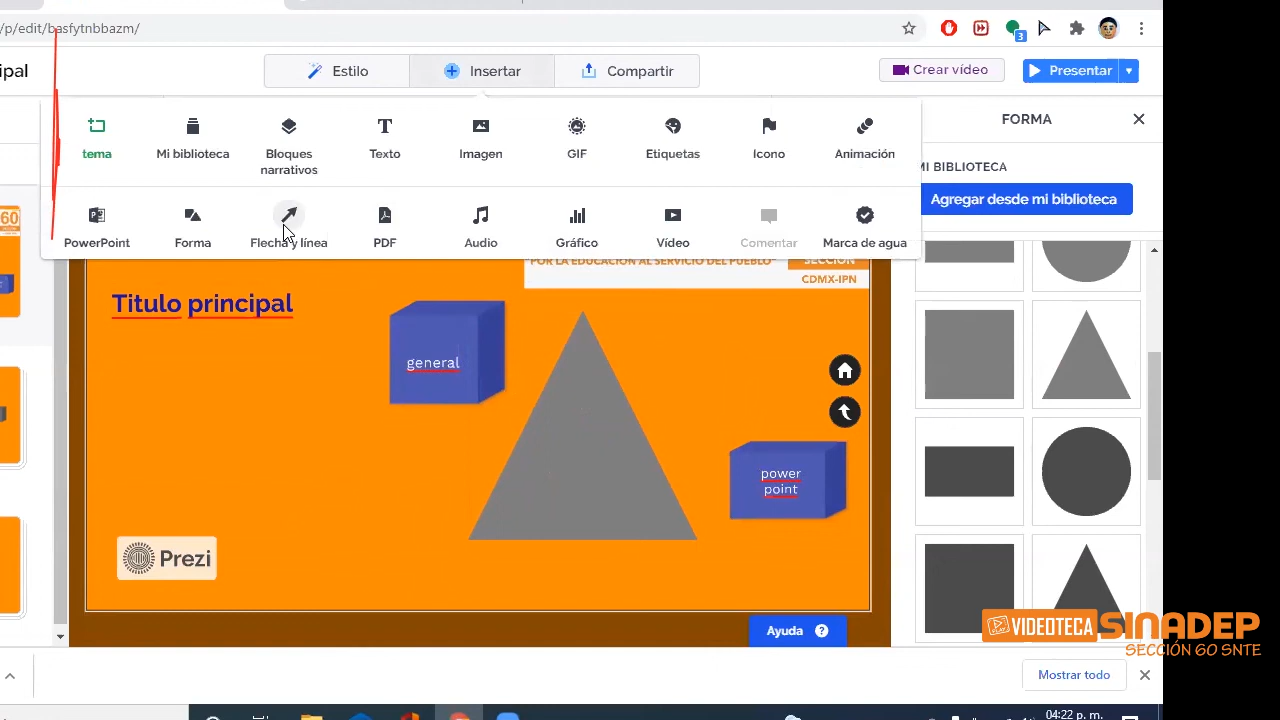 /p/edit/basfytnbbazm/
3
ipal
Estilo
Insertar
Compartir
Crear vídeo
Presentar
tema
Mi biblioteca
Bloques
narrativos
Texto
Imagen
GIF
Etiquetas
Icono
Animación
PowerPoint
Forma
Flecha y línea
PDF
Audio
Gráfico
Vídeo
Comentar
Marca de agua
FORMA
MI BIBLIOTECA
Agregar desde mi biblioteca
60
POR LA EDUCACIÓN AL SERVICIO DEL PUEBLO"
SECCIÓN
CDMX-IPN
Titulo principal
general
power
point
Prezi
Ayuda ?
VIDEOTECA SINADEP
SECCIÓN 60 SNTE
Mostrar todo
04:22 p. m.